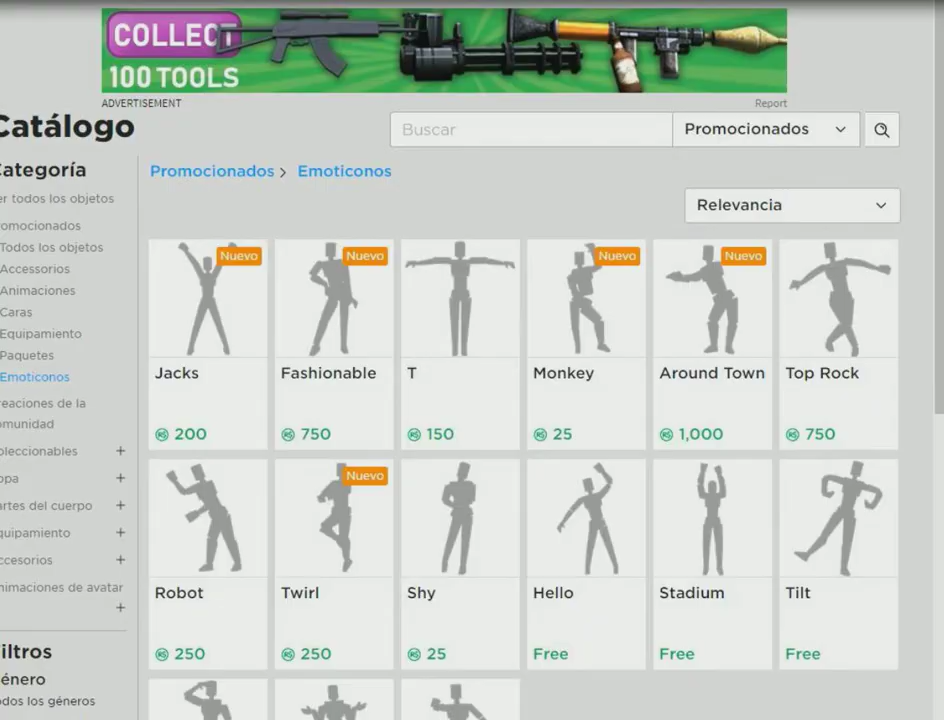 COLLECT
100 TOOLS
ADVERTISEMENT
Report
Catálogo
Buscar
Promocionados
ategoría
er todos los objetos
omocionados
Todos los objetos
Accessorios
Animaciones
Caras
Equipamiento
Paquetes
Emoticonos
reaciones de la
omunidad
oleccionables +
opa +
artes del cuerpo +
quipamiento +
ccesorios +
nimaciones de avatar
+
iltros
énero
odos los géneros
Promocionados > Emoticonos
Relevancia
Nuevo
Nuevo
Nuevo
Nuevo
Jacks
Fashionable
T
Monkey
Around Town
Top Rock
200
750
150
25
1,000
750
Nuevo
Robot
Twirl
Shy
Hello
Stadium
Tilt
250
250
25
Free
Free
Free